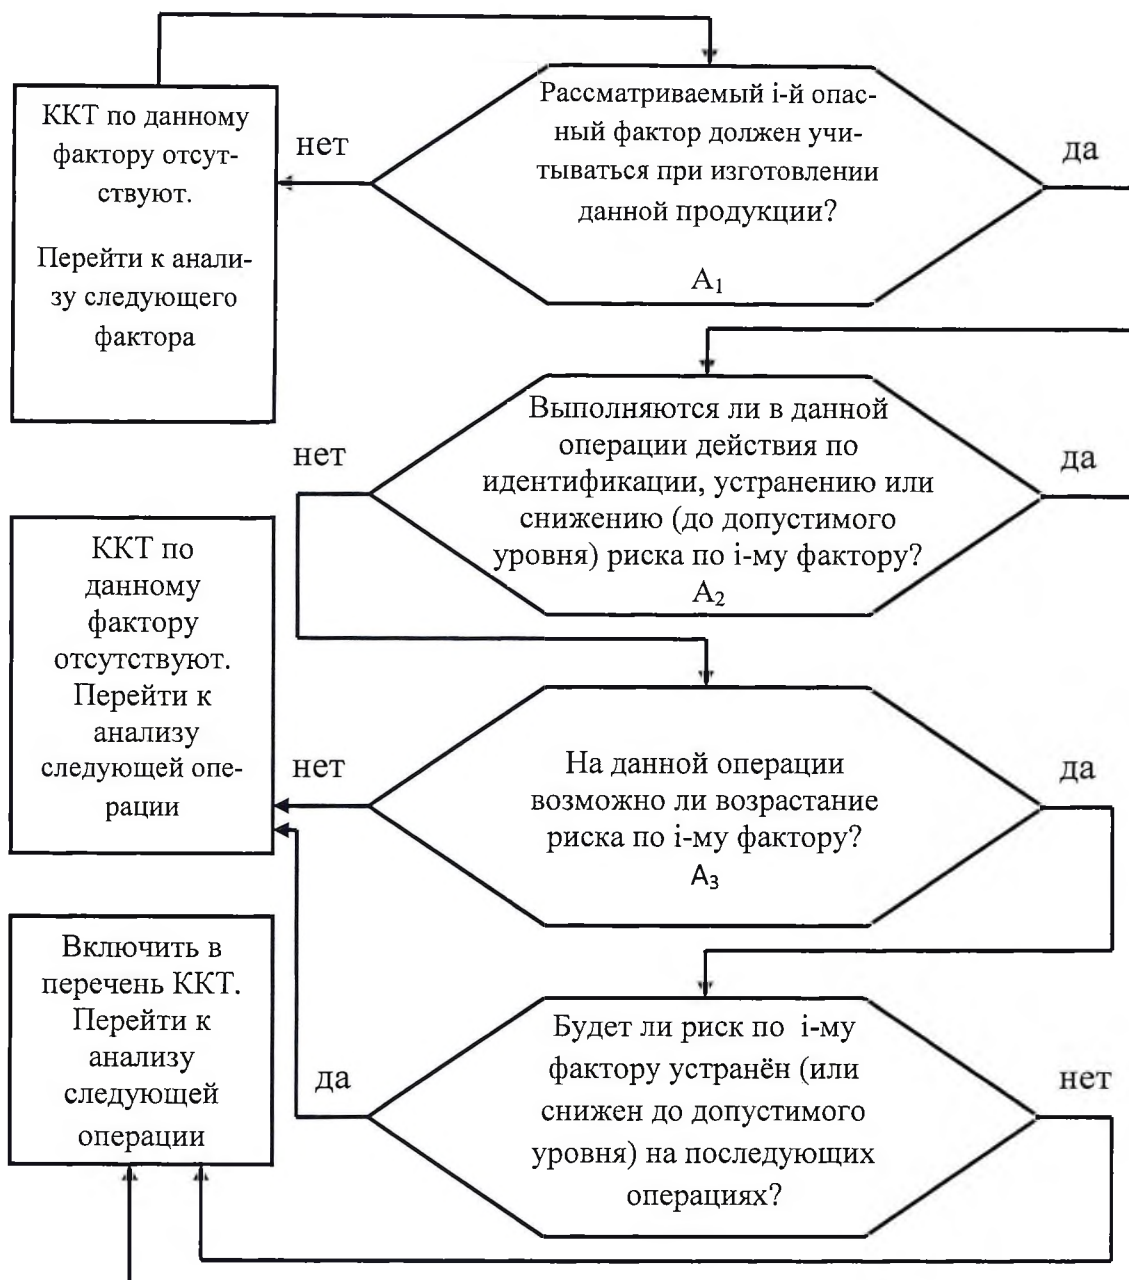 ККТ по данному
фактору отсут-
ствуют.
Перейти к анали-
зу следующего
фактора
нет
Рассматриваемый i-й опас-
ный фактор должен учи-
тываться при изготовлении
данной продукции?
A₁
да
нет
Выполняются ли в данной
операции действия по
идентификации, устранению или
снижению (до допустимого
уровня) риска по i-му фактору?
A₂
да
ККТ по
данному
фактору
отсутствуют.
Перейти к
анализу
следующей опе-
рации
нет
На данной операции
возможно ли возрастание
риска по i-му фактору?
A₃
да
Включить в
перечень ККТ.
Перейти к
анализу
следующей
операции
да
Будет ли риск по i-му
фактору устранён (или
снижен до допустимого
уровня) на последующих
операциях?
нет